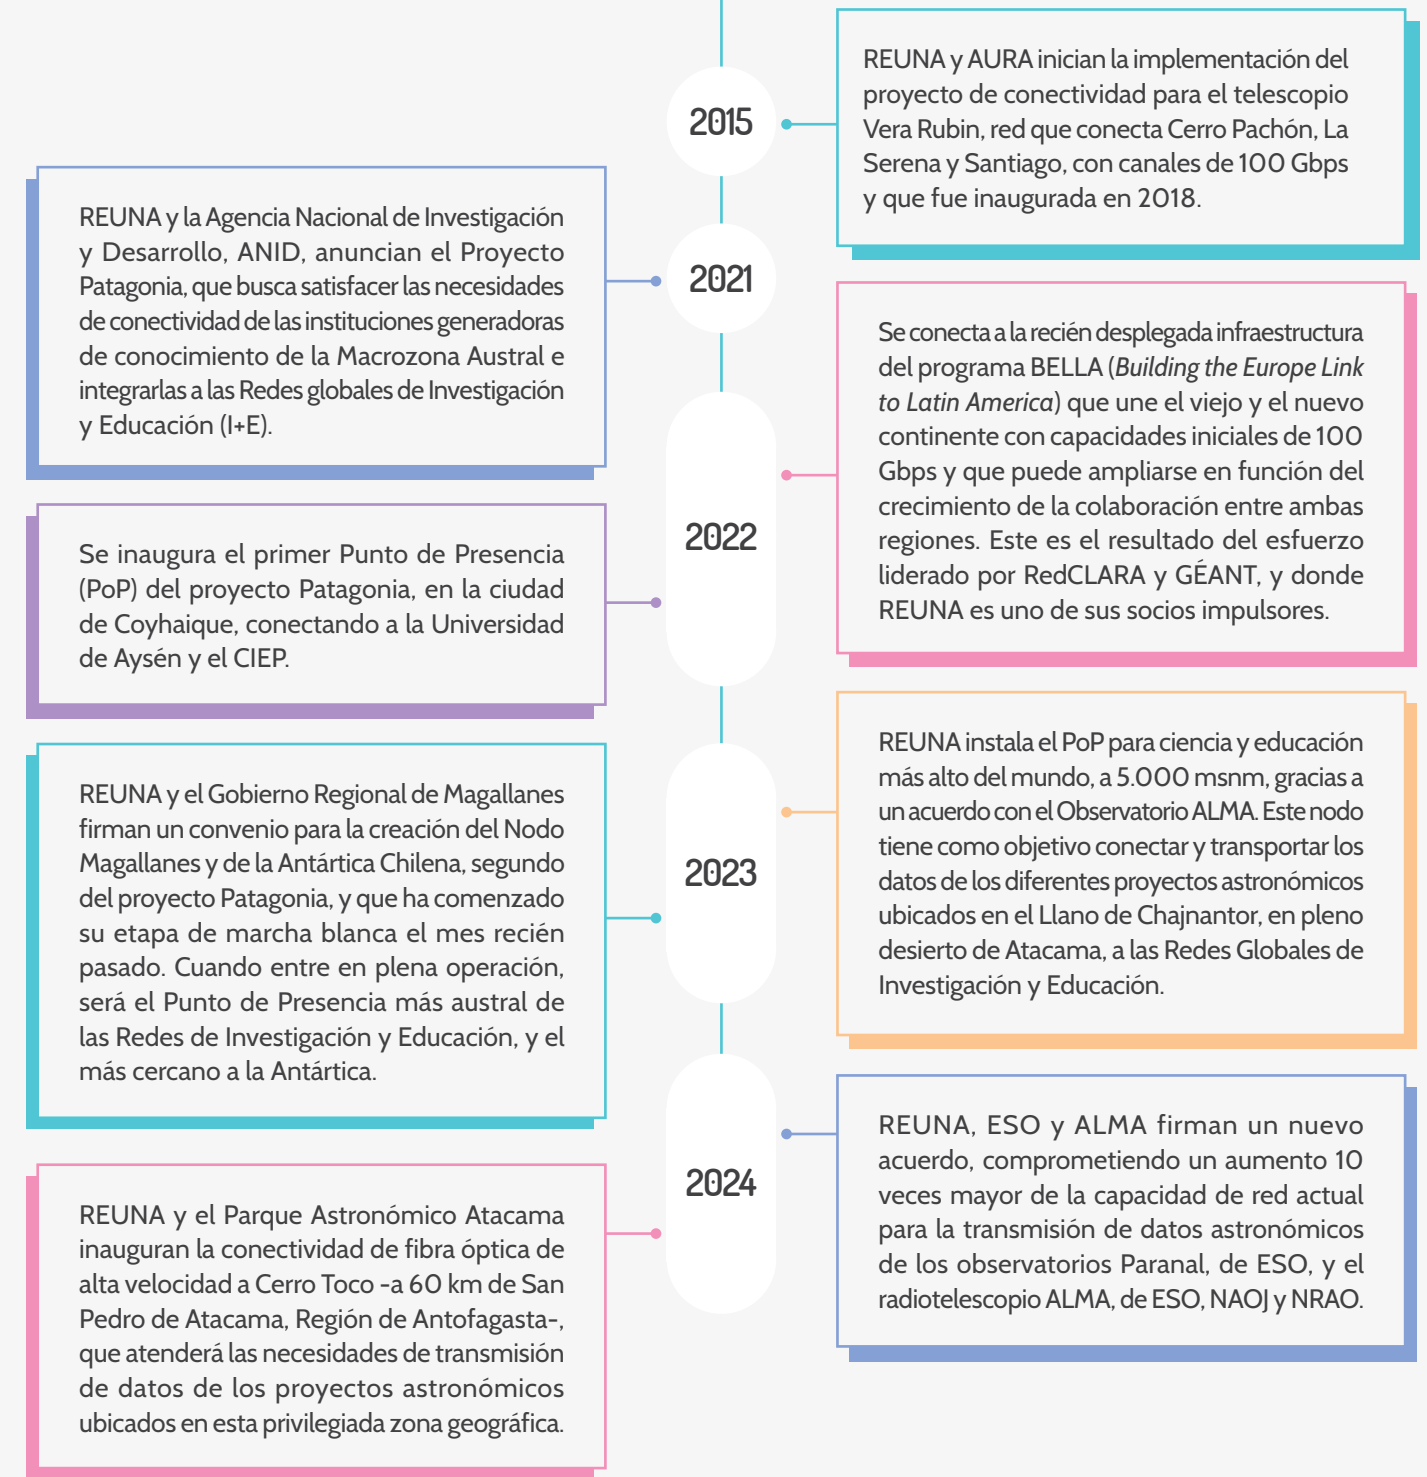 2015
REUNA y AURA inician la implementación del
proyecto de conectividad para el telescopio
Vera Rubin, red que conecta Cerro Pachón, La
Serena y Santiago, con canales de 100 Gbps
y que fue inaugurada en 2018.
2021
REUNA y la Agencia Nacional de Investigación
y Desarrollo, ANID, anuncian el Proyecto
Patagonia, que busca satisfacer las necesidades
de conectividad de las instituciones generadoras
de conocimiento de la Macrozona Austral e
integrarlas a las Redes globales de Investigación
y Educación (I+E).
2022
Se conecta a la recién desplegada infraestructura
del programa BELLA (Building the Europe Link
to Latin America) que une el viejo y el nuevo
continente con capacidades iniciales de 100
Gbps y que puede ampliarse en función del
crecimiento de la colaboración entre ambas
regiones. Este es el resultado del esfuerzo
liderado por RedCLARA y GÉANT, y donde
REUNA es uno de sus socios impulsores.
Se inaugura el primer Punto de Presencia
(PoP) del proyecto Patagonia, en la ciudad
de Coyhaique, conectando a la Universidad
de Aysén y el CIEP.
2023
REUNA instala el PoP para ciencia y educación
más alto del mundo, a 5.000 msnm, gracias a
un acuerdo con el Observatorio ALMA. Este nodo
tiene como objetivo conectar y transportar los
datos de los diferentes proyectos astronómicos
ubicados en el Llano de Chajnantor, en pleno
desierto de Atacama, a las Redes Globales de
Investigación y Educación.
REUNA y el Gobierno Regional de Magallanes
firman un convenio para la creación del Nodo
Magallanes y de la Antártica Chilena, segundo
del proyecto Patagonia, y que ha comenzado
su etapa de marcha blanca el mes recién
pasado. Cuando entre en plena operación,
será el Punto de Presencia más austral de
las Redes de Investigación y Educación, y el
más cercano a la Antártica.
2024
REUNA, ESO y ALMA firman un nuevo
acuerdo, comprometiendo un aumento 10
veces mayor de la capacidad de red actual
para la transmisión de datos astronómicos
de los observatorios Paranal, de ESO, y el
radiotelescopio ALMA, de ESO, NAOJ y NRAO.
REUNA y el Parque Astronómico Atacama
inauguran la conectividad de fibra óptica de
alta velocidad a Cerro Toco -a 60 km de San
Pedro de Atacama, Región de Antofagasta-,
que atenderá las necesidades de transmisión
de datos de los proyectos astronómicos
ubicados en esta privilegiada zona geográfica.